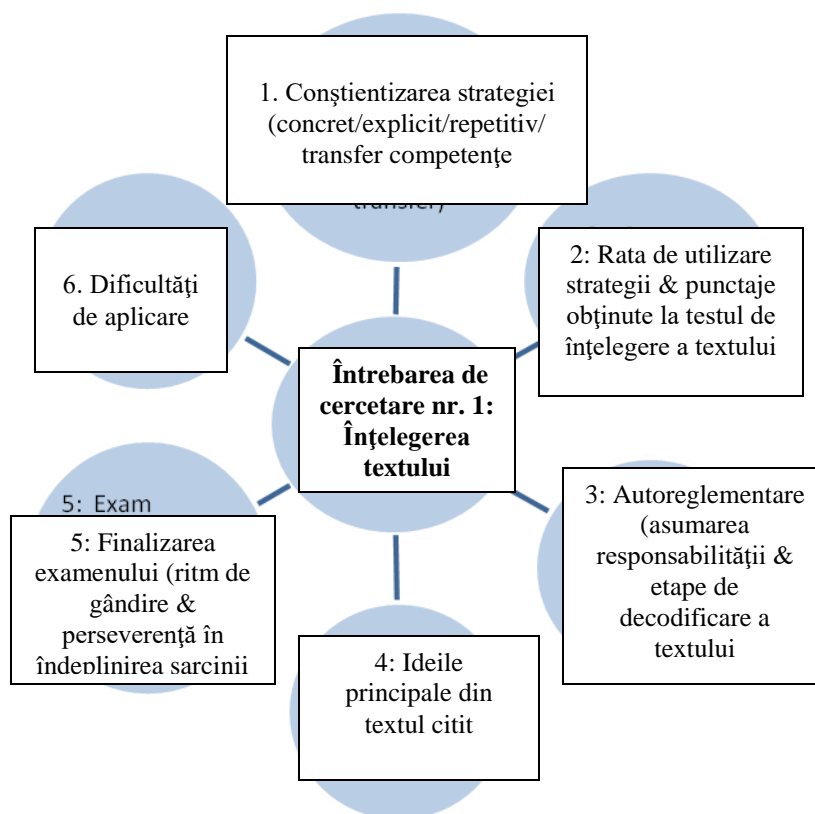 1. Conştientizarea strategiei
(concret/explicit/repetitiv/
transfer competenţe
transfer)
2: Rata de utilizare
strategii & punctaje
obţinute la testul de
înţelegere a textului
6. Dificultăţi
de aplicare
Întrebarea de
cercetare nr. 1:
Înţelegerea
textului
3: Autoreglementare
(asumarea
responsabilităţii &
etape de
decodificare a
textului
5: Exam
5: Finalizarea
examenului (ritm de
gândire &
perseverenţă în
îndeplinirea sarcinii
4: Ideile
principale din
textul citit